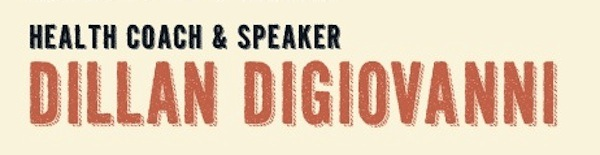 HEALTH COACH & SPEAKER
DILLAN DIGIOVANNI